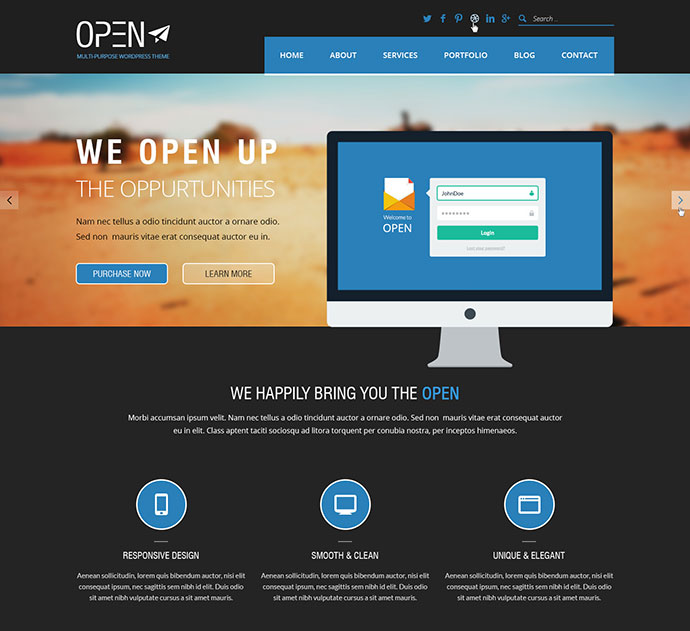 OPEN
MULTI-PURPOSE WORDPRESS THEME
Search ..
HOME ABOUT SERVICES PORTFOLIO BLOG CONTACT
WE OPEN UP
THE OPPURTUNITIES
Nam nec tellus a odio tincidunt auctor a ornare odio.
Sed non mauris vitae erat consequat auctor eu in.
PURCHASE NOW LEARN MORE
Welcome to
OPEN
JohnDoe
Login
Lost your password?
WE HAPPILY BRING YOU THE OPEN
Morbi accumsan ipsum velit. Nam nec tellus a odio tincidunt auctor a ornare odio. Sed non mauris vitae erat consequat auctor
eu in elit. Class aptent taciti sociosqu ad litora torquent per conubia nostra, per inceptos himenaeos.
RESPONSIVE DESIGN
Aenean sollicitudin, lorem quis bibendum auctor, nisi elit
consequat ipsum, nec sagittis sem nibh id elit. Duis odio
sit amet nibh vulputate cursus a sit amet mauris.
SMOOTH & CLEAN
Aenean sollicitudin, lorem quis bibendum auctor, nisi elit
consequat ipsum, nec sagittis sem nibh id elit. Duis odio
sit amet nibh vulputate cursus a sit amet mauris.
UNIQUE & ELEGANT
Aenean sollicitudin, lorem quis bibendum auctor, nisi elit
consequat ipsum, nec sagittis sem nibh id elit. Duis odio
sit amet nibh vulputate cursus a sit amet mauris.